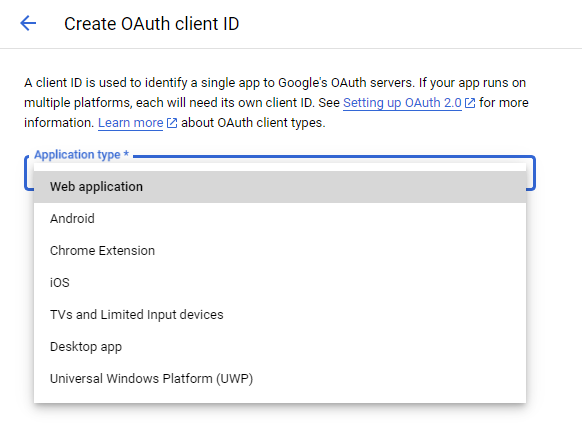 Create OAuth client ID
A client ID is used to identify a single app to Google's OAuth servers. If your app runs on
multiple platforms, each will need its own client ID. See Setting up OAuth 2.0 for more
information. Learn more about OAuth client types.
Application type *
Web application
Android
Chrome Extension
iOS
TVs and Limited Input devices
Desktop app
Universal Windows Platform (UWP)